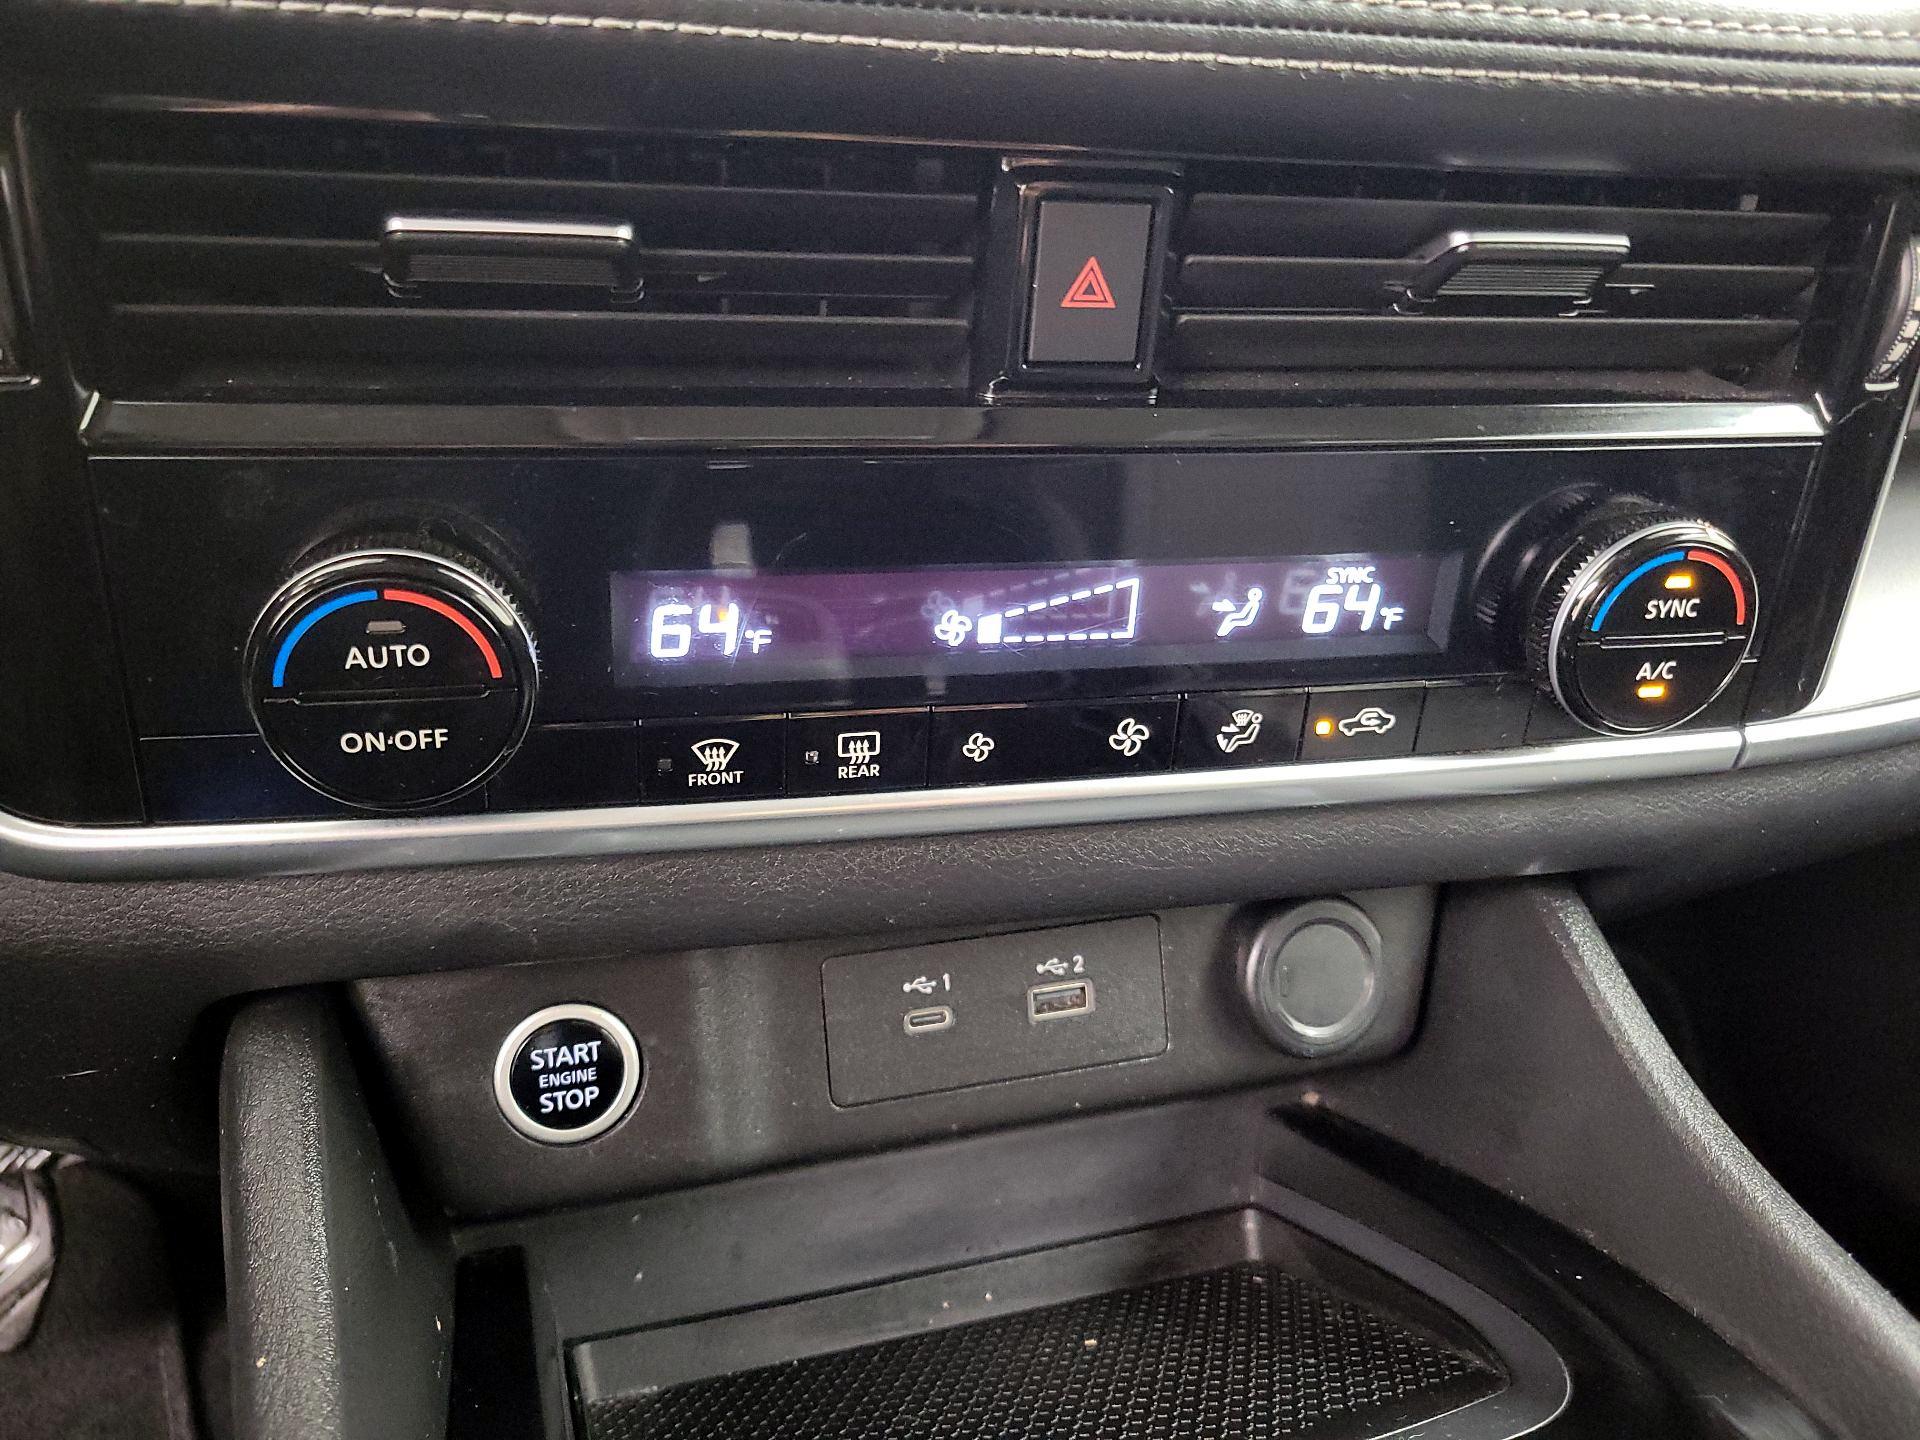 64°F
SYNC
64°F
AUTO
ON·OFF
SYNC
A/C
FRONT
REAR
1
2
START
ENGINE
STOP